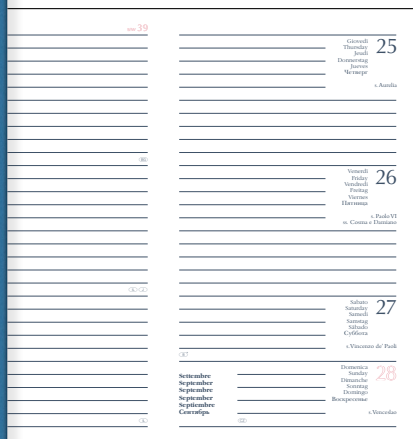 39
Giovedì
Thursday
Jeudi
Donnerstag
Jueves
Четверг
25
s. Aurelia
Venerdì
Friday
Vendredi
Freitag
Viernes
Пятница
26
s. Paolo VI
ss. Cosma e Damiano
Sabato
Saturday
Samedi
Samstag
Sábado
Суббота
27
s. Vincenzo de' Paoli
Domenica
Sunday
Dimanche
Sonntag
Domingo
Воскресенье
28
s. Venceslao
Settembre
September
Septembre
September
Septiembre
Сентябрь